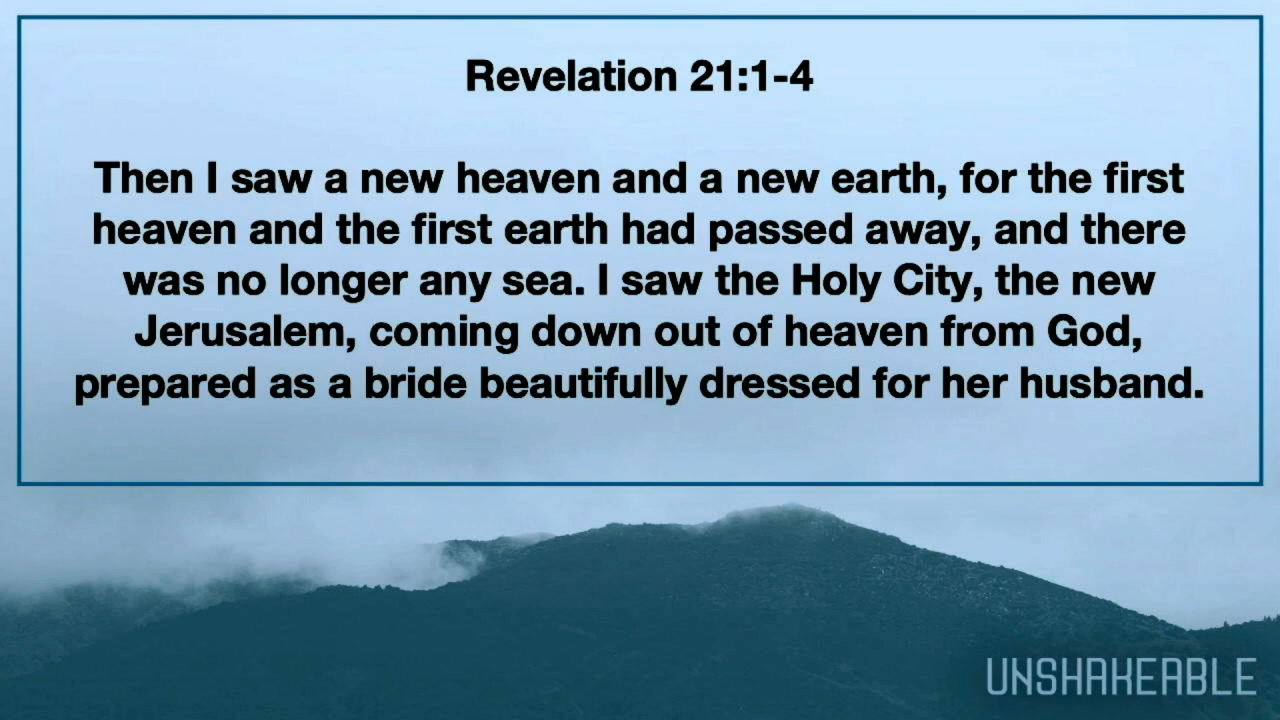 Revelation 21:1-4
Then I saw a new heaven and a new earth, for the first
heaven and the first earth had passed away, and there
was no longer any sea. I saw the Holy City, the new
Jerusalem, coming down out of heaven from God,
prepared as a bride beautifully dressed for her husband.
UNSHAKEABLE